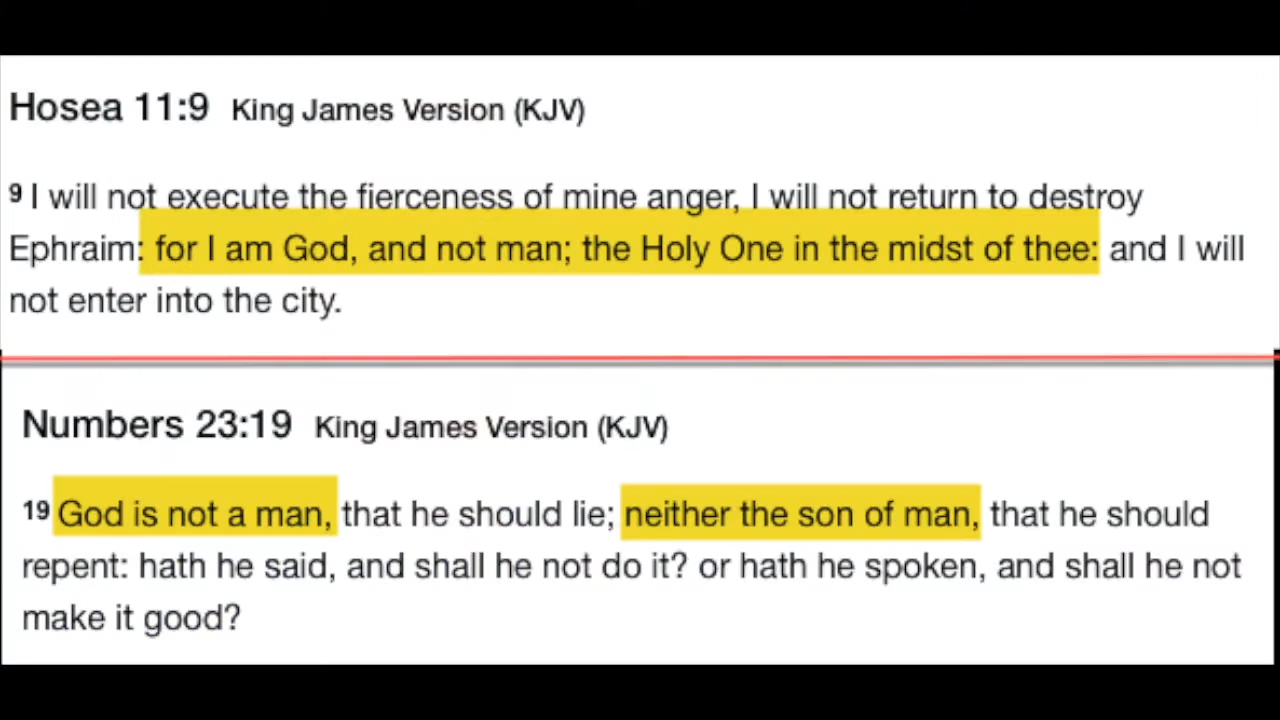 Hosea 11:9 King James Version (KJV)
9 I will not execute the fierceness of mine anger, I will not return to destroy
Ephraim: for I am God, and not man; the Holy One in the midst of thee: and I will
not enter into the city.
Numbers 23:19 King James Version (KJV)
19 God is not a man, that he should lie; neither the son of man, that he should
repent: hath he said, and shall he not do it? or hath he spoken, and shall he not
make it good?